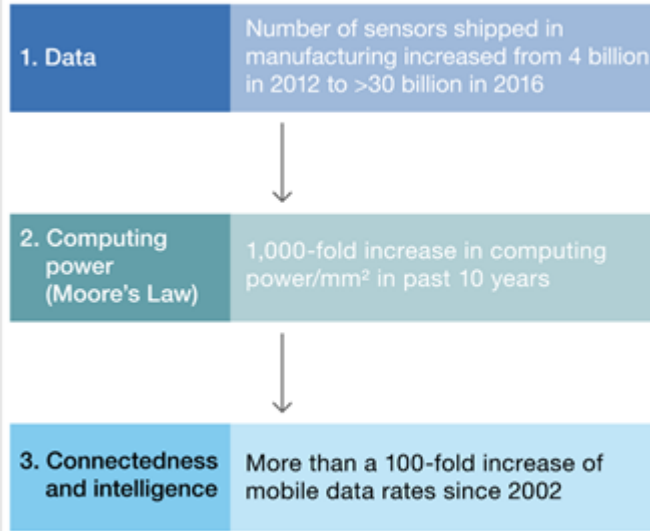 1. Data
Number of sensors shipped in
manufacturing increased from 4 billion
in 2012 to >30 billion in 2016
2. Computing
power
(Moore's Law)
1,000-fold increase in computing
power/mm² in past 10 years
3. Connectedness
and intelligence
More than a 100-fold increase of
mobile data rates since 2002